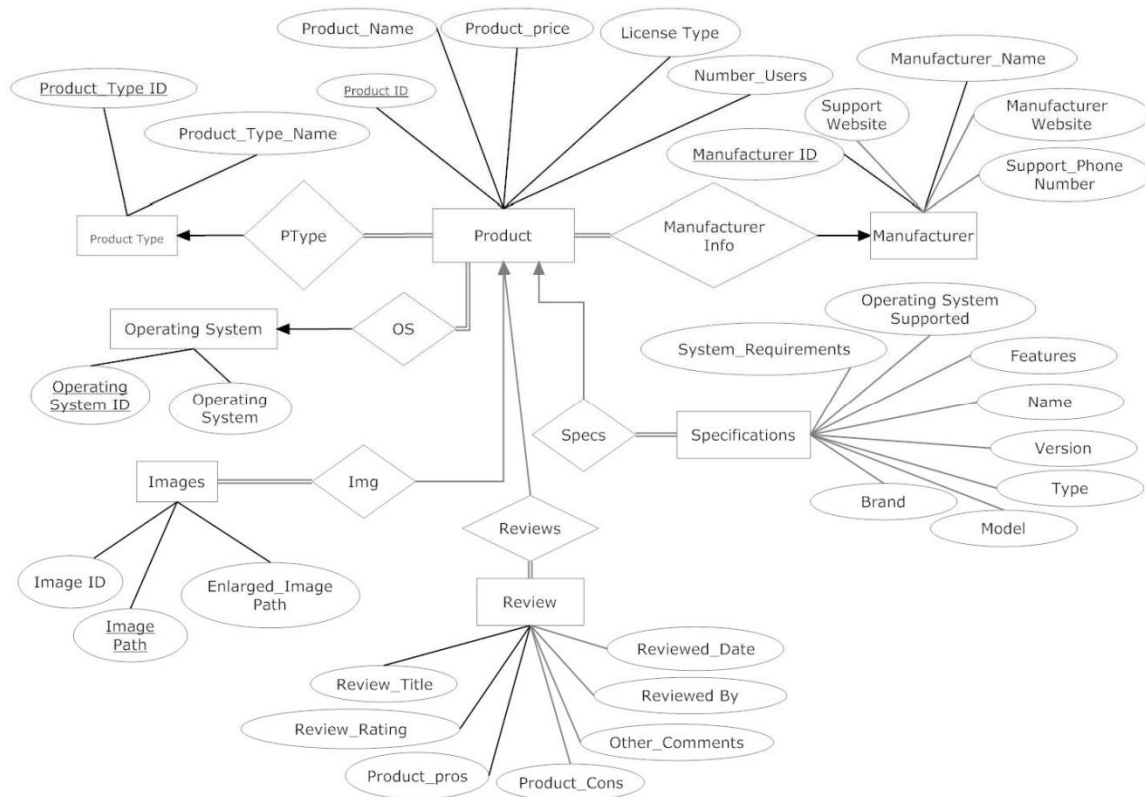 Product_Name
Product_price
License Type
Manufacturer_Name
Product_Type ID
Product ID
Number_Users
Support
Website
Manufacturer
Website
Product_Type_Name
Manufacturer ID
Support_Phone
Number
Product Type
PType
Product
Manufacturer
Info
Manufacturer
Operating System
OS
Operating System
Supported
System_Requirements
Features
Operating
System ID
Operating
System
Name
Specs
Specifications
Version
Images
Img
Type
Brand
Model
Reviews
Image ID
Enlarged_Image
Path
Image
Path
Review
Reviewed_Date
Review_Title
Reviewed By
Review_Rating
Other_Comments
Product_pros
Product_Cons